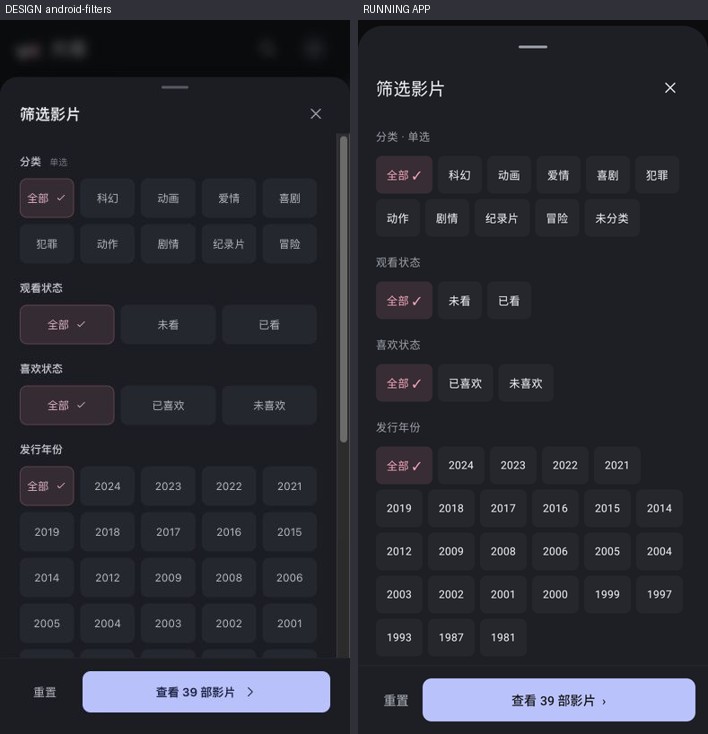 DESIGN android-filters
筛选影片
分类 单选
全部 ✓ 科幻 动画 爱情 喜剧
犯罪 动作 剧情 纪录片 冒险
观看状态
全部 ✓ 未看 已看
喜欢状态
全部 ✓ 已喜欢 未喜欢
发行年份
全部 ✓ 2024 2023 2022 2021
2019 2018 2017 2016 2015
2014 2012 2009 2008 2006
2005 2004 2003 2002 2001
重置 查看 39 部影片 >
RUNNING APP
筛选影片
分类 · 单选
全部 ✓ 科幻 动画 爱情 喜剧 犯罪
动作 剧情 纪录片 冒险 未分类
观看状态
全部 ✓ 未看 已看
喜欢状态
全部 ✓ 已喜欢 未喜欢
发行年份
全部 ✓ 2024 2023 2022 2021
2019 2018 2017 2016 2015 2014
2012 2009 2008 2006 2005 2004
2003 2002 2001 2000 1999 1997
1993 1987 1981
重置 查看 39 部影片 ›